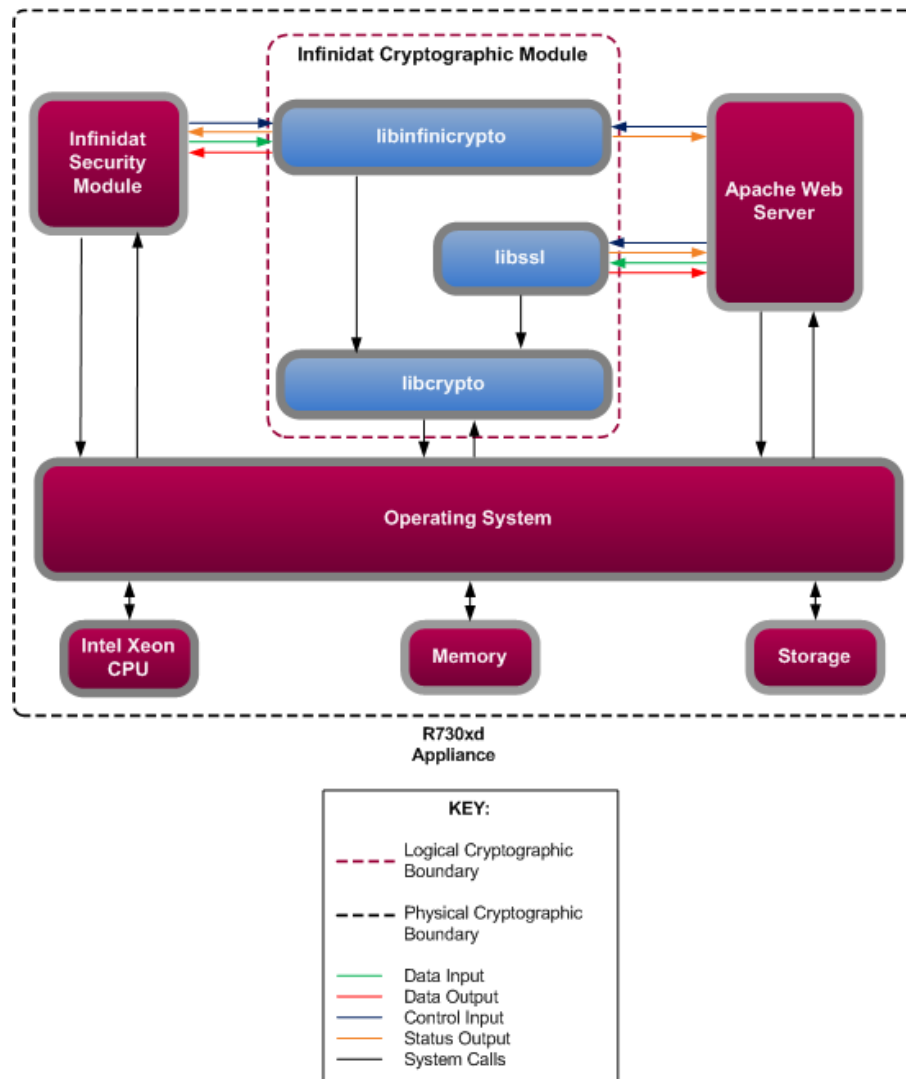 Infinidat Cryptographic Module
Infinidat
Security
Module
libinfinicrypto
Apache Web
Server
libssl
libcrypto
Operating System
Intel Xeon
CPU
Memory
Storage
R730xd
Appliance
KEY:
Logical Cryptographic
Boundary
Physical Cryptographic
Boundary
Data Input
Data Output
Control Input
Status Output
System Calls